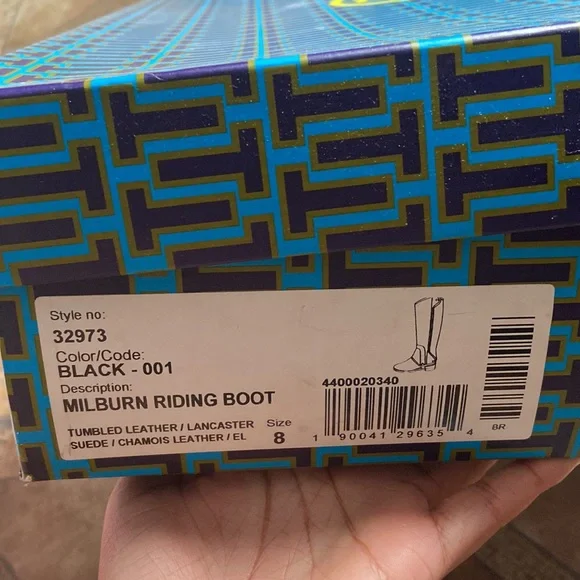 Style no:
32973
Color/Code:
BLACK - 001
Description:
MILBURN RIDING BOOT
TUMBLED LEATHER / LANCASTER
SUEDE / CHAMOIS LEATHER / EL
Size
8
4400020340
1 90041 29635 4
BR